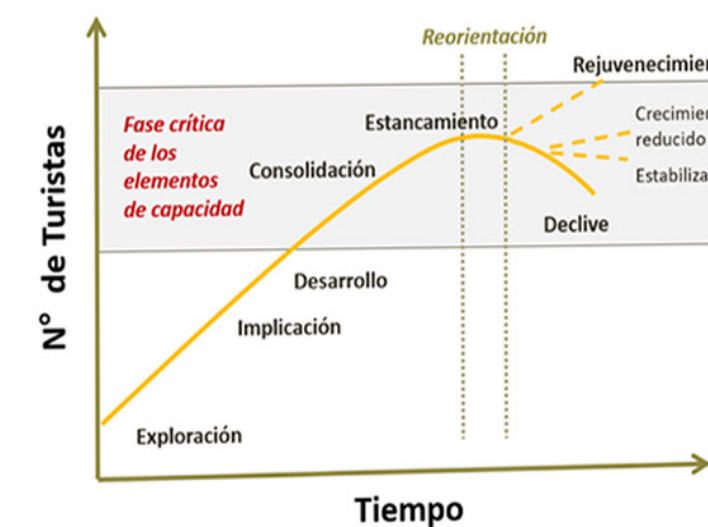 Reorientación
Rejuvenecimien
Fase crítica
de los
elementos
de capacidad
Estancamiento
Crecimien
reducido
Consolidación
Estabiliza
Declive
Desarrollo
Implicación
Exploración
N° de Turistas
Tiempo